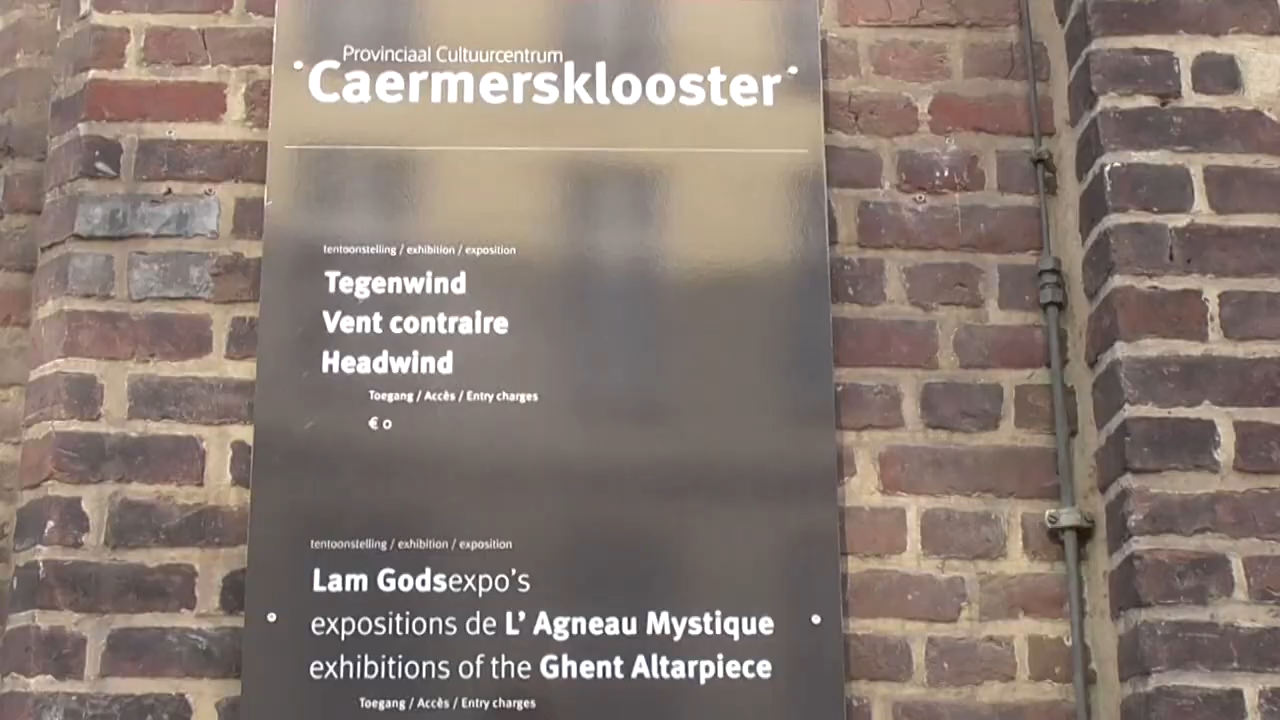 Provinciaal Cultuurcentrum
Caermersklooster
tentoonstelling / exhibition / exposition
Tegenwind
Vent contraire
Headwind
Toegang / Accès / Entry charges
€ 0
tentoonstelling / exhibition / exposition
Lam Godsexpo's
expositions de L' Agneau Mystique
exhibitions of the Ghent Altarpiece
Toegang / Accès / Entry charges